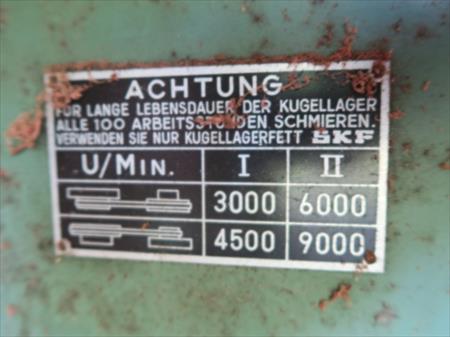 ACHTUNG
FÜR LANGE LEBENSDAUER DER KUGELLAGER
ALLE 100 ARBEITSSTUNDEN SCHMIEREN.
VERWENDEN SIE NUR KUGELLAGERFETT SKF
U/MIN. I II
3000 6000
4500 9000